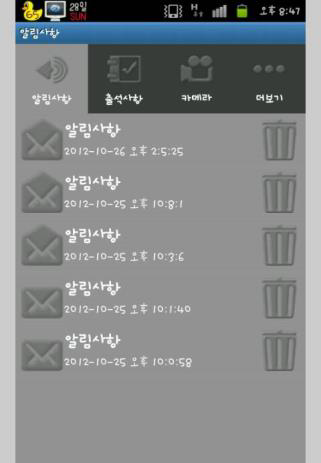 65 28일 SUN H 오후 8:47
알림사항
알림사항 출석사항 카메라 더보기
알림사항
2012-10-26 오후 2:5:25
알림사항
2012-10-25 오후 10:8:1
알림사항
2012-10-25 오후 10:3:6
알림사항
2012-10-25 오후 10:1:40
알림사항
2012-10-25 오후 10:0:58